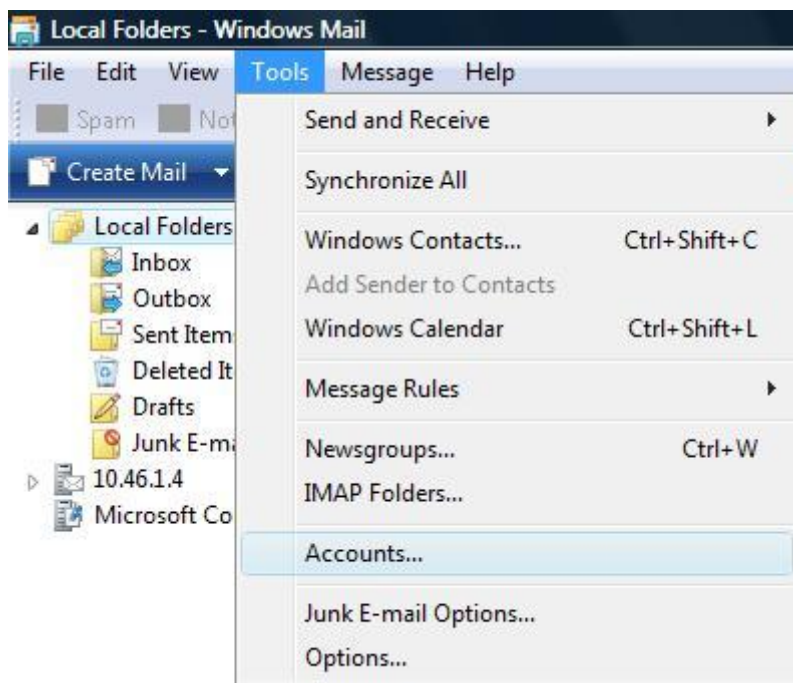 Local Folders - Windows Mail
File Edit View Tools Message Help
Spam
Create Mail
Send and Receive
Synchronize All
Windows Contacts... Ctrl+Shift+C
Add Sender to Contacts
Windows Calendar Ctrl+Shift+L
Message Rules
Newsgroups... Ctrl+W
IMAP Folders...
Accounts...
Junk E-mail Options...
Options...
Local Folders
Inbox
Outbox
Sent Item
Deleted It
Drafts
Junk E-ma
10.46.1.4
Microsoft Co